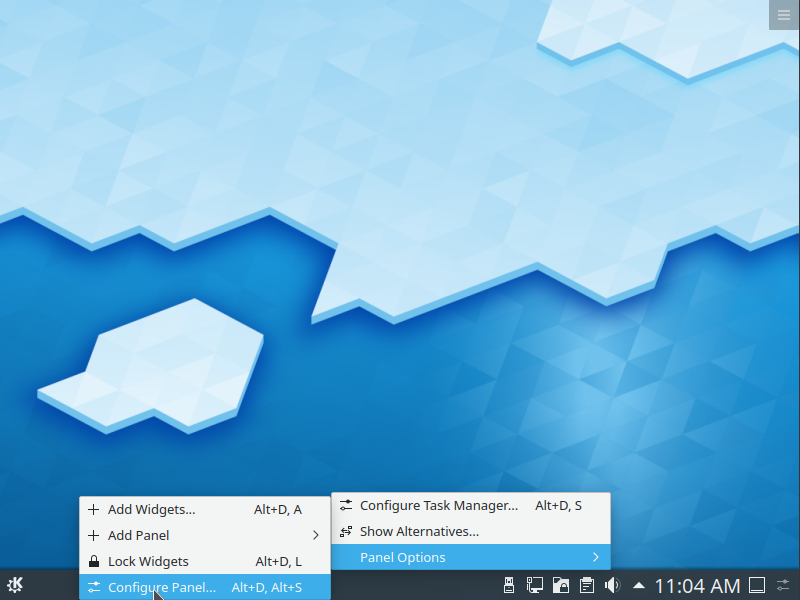 Add Widgets... Alt+D, A
Add Panel
Lock Widgets Alt+D, L
Configure Panel... Alt+D, Alt+S
Configure Task Manager... Alt+D, S
Show Alternatives...
Panel Options
11:04 AM